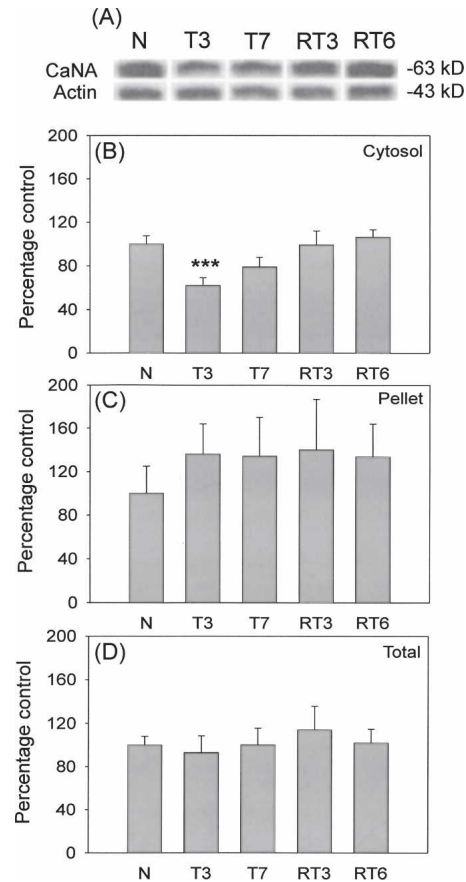 (A)
N T3 T7 RT3 RT6
CaNA -63 kD
Actin -43 kD
(B) Cytosol
Percentage control
200
160
120
80
40
0
***
N T3 T7 RT3 RT6
(C) Pellet
Percentage control
200
160
120
80
40
0
N T3 T7 RT3 RT6
(D) Total
Percentage control
200
160
120
80
40
0
N T3 T7 RT3 RT6